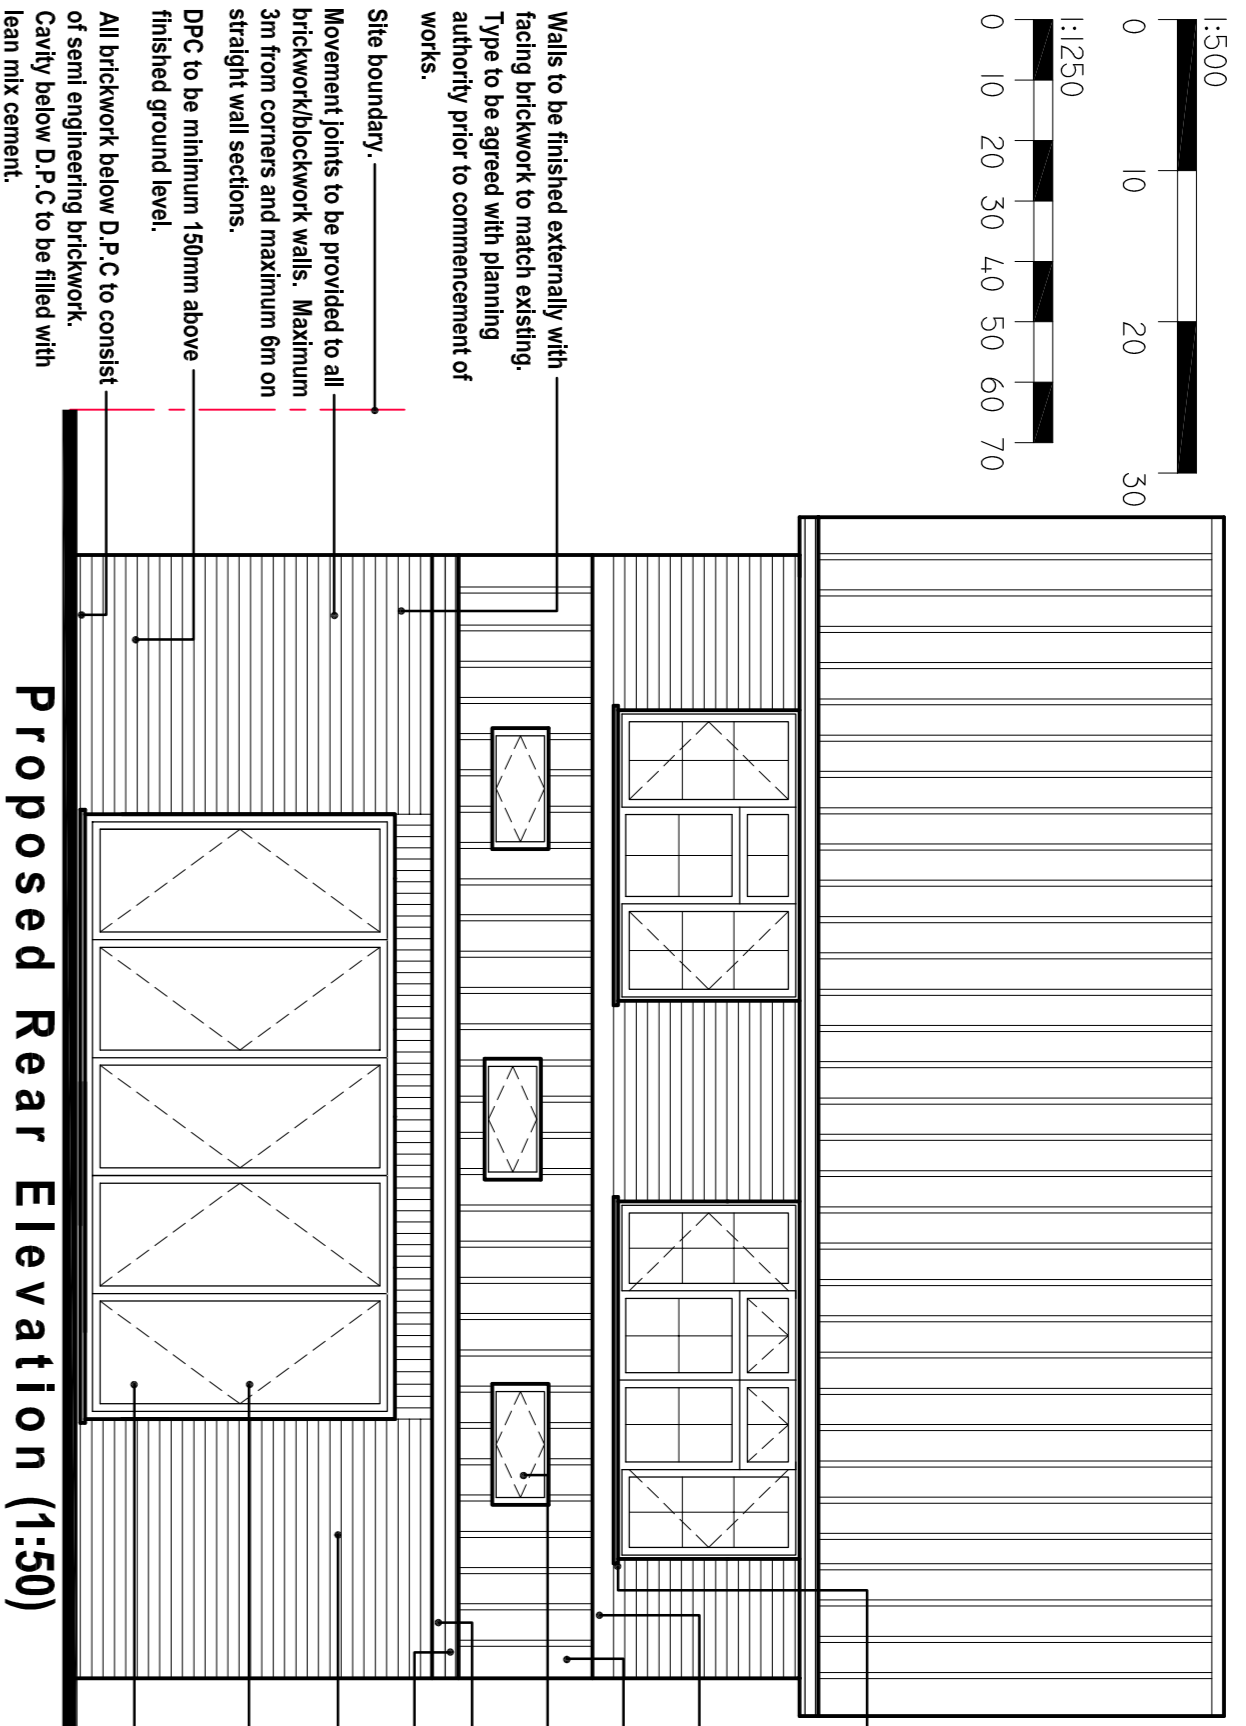 1:500
0 10 20 30
1:1250
0 10 20 30 40 50 60 70
Walls to be finished externally with
facing brickwork to match existing.
Type to be agreed with planning
authority prior to commencement of
works.
Site boundary.
Movement joints to be provided to all
brickwork/blockwork walls. Maximum
3m from corners and maximum 6m on
straight wall sections.
DPC to be minimum 150mm above
finished ground level.
All brickwork below D.P.C to consist
of semi engineering brickwork.
Cavity below D.P.C to be filled with
lean mix cement.
Proposed Rear Elevation (1:50)